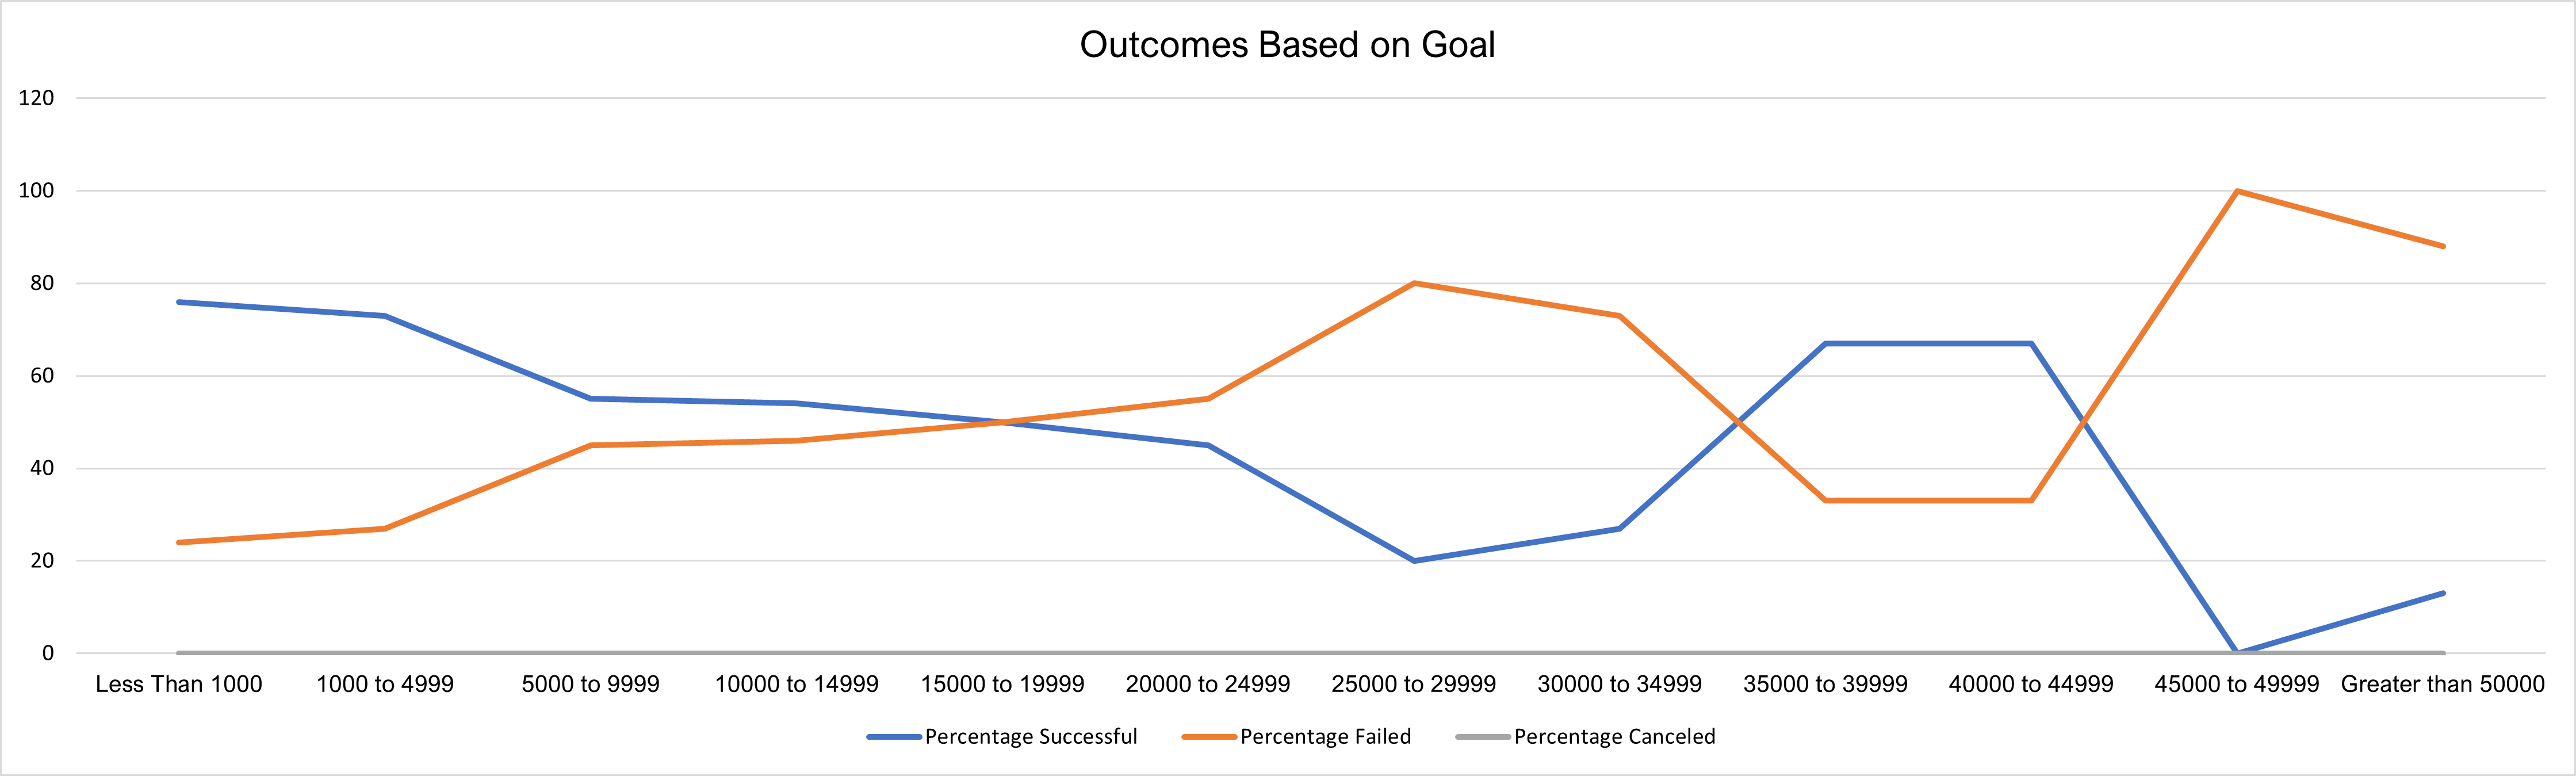 Outcomes Based on Goal
120
100
80
60
40
20
0
Less Than 1000 1000 to 4999 5000 to 9999 10000 to 14999 15000 to 19999 20000 to 24999 25000 to 29999 30000 to 34999 35000 to 39999 40000 to 44999 45000 to 49999 Greater than 50000
Percentage Successful Percentage Failed Percentage Canceled